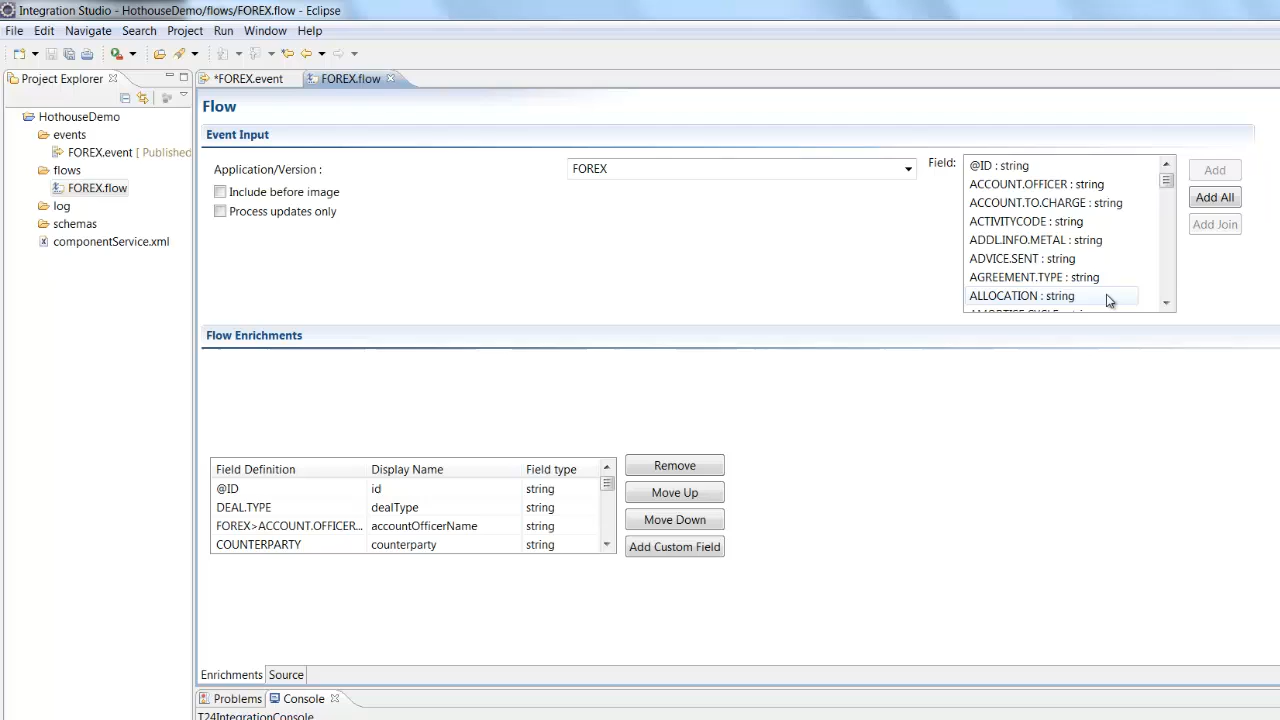 Integration Studio - HothouseDemo/flows/FOREX.flow - Eclipse
File Edit Navigate Search Project Run Window Help
Project Explorer
*FOREX.event
FOREX.flow
HothouseDemo
events
FOREX.event [ Published
flows
FOREX.flow
log
schemas
componentService.xml
Flow
Event Input
Application/Version :
FOREX
Include before image
Process updates only
Field:
@ID : string
ACCOUNT.OFFICER : string
ACCOUNT.TO.CHARGE : string
ACTIVITYCODE : string
ADDL.INFO.METAL : string
ADVICE.SENT : string
AGREEMENT.TYPE : string
ALLOCATION : string
Add
Add All
Add Join
Flow Enrichments
Field Definition Display Name Field type
@ID id string
DEAL.TYPE dealType string
FOREX>ACCOUNT.OFFICER... accountOfficerName string
COUNTERPARTY counterparty string
Remove
Move Up
Move Down
Add Custom Field
Enrichments Source
Problems Console
T24IntegrationConsole